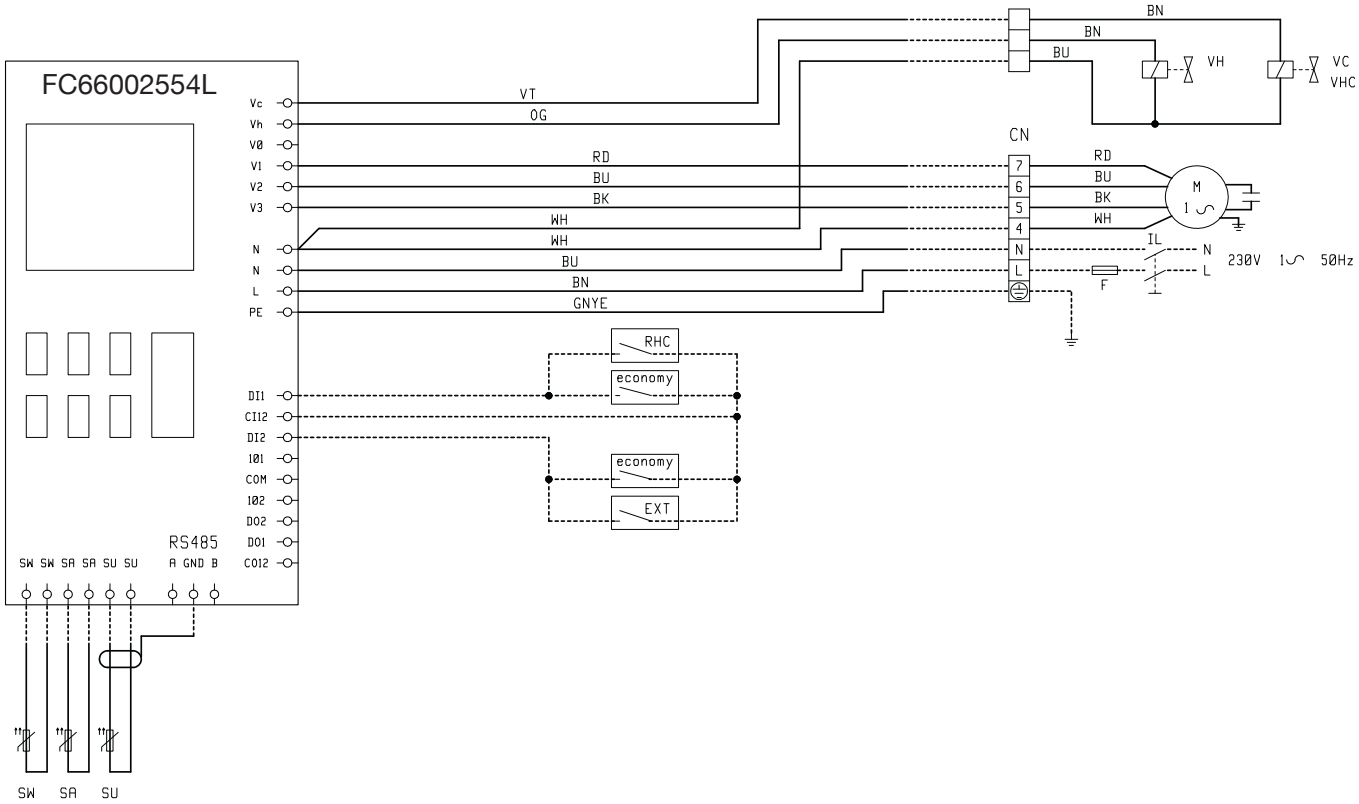 BN
BN
BU
VH
VC
VHC
FC66002554L
Vc
VT
Vh
OG
V0
CN
V1
RD
7
RD
V2
BU
6
BU
M
1
V3
BK
5
BK
WH
4
WH
N
WH
N
IL
N
N
BU
L
F
L
230V 1 50Hz
L
BN
PE
GNYE
RHC
economy
DI1
CI12
DI2
economy
I01
COM
EXT
I02
DO2
RS485
DO1
SW SW SA SA SU SU
A GND B
CO12
SW SA SU